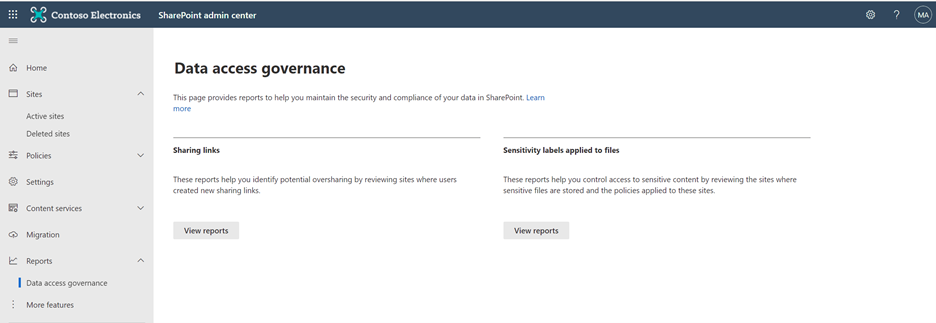 Contoso Electronics
SharePoint admin center
?
MA
Home
Sites
Active sites
Deleted sites
Policies
Settings
Content services
Migration
Reports
Data access governance
More features
Data access governance
This page provides reports to help you maintain the security and compliance of your data in SharePoint. Learn
more
Sharing links
These reports help you identify potential oversharing by reviewing sites where users
created new sharing links.
View reports
Sensitivity labels applied to files
These reports help you control access to sensitive content by reviewing the sites where
sensitive files are stored and the policies applied to these sites.
View reports